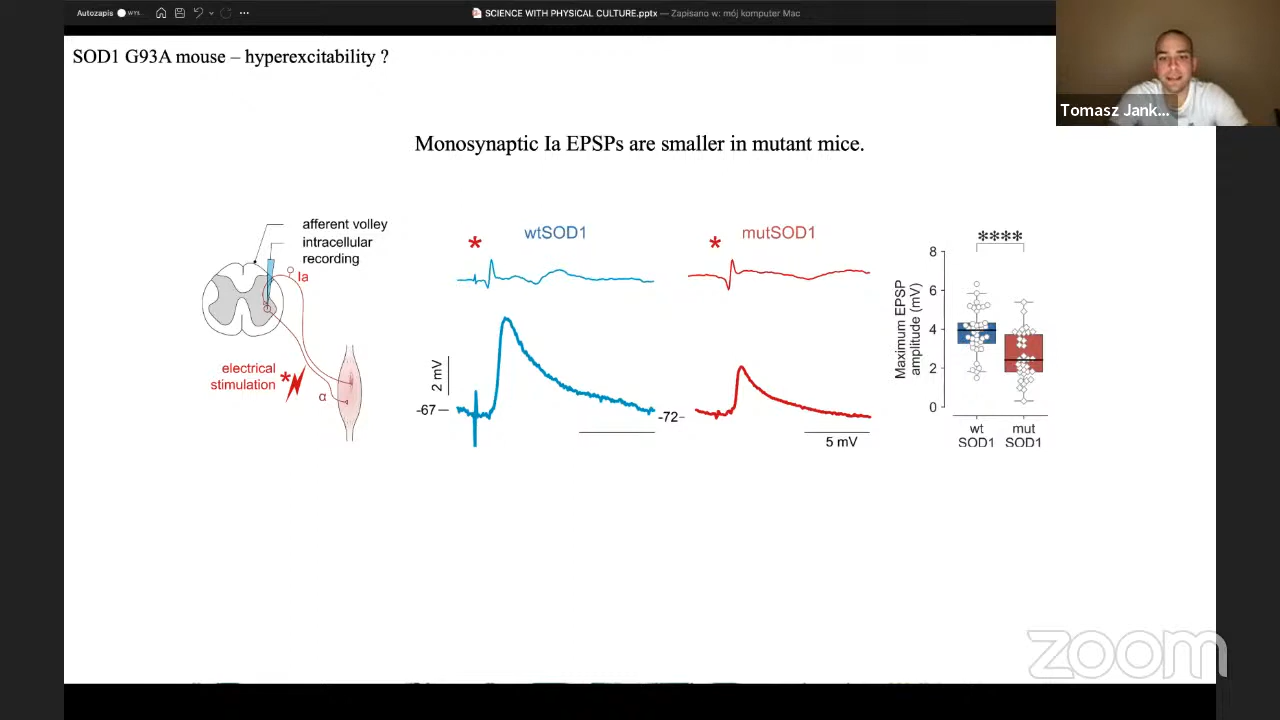 Autozapis
SCIENCE WITH PHYSICAL CULTURE.pptx — Zapisano w: mój komputer Mac
Tomasz Jank...
SOD1 G93A mouse – hyperexcitability ?
Monosynaptic Ia EPSPs are smaller in mutant mice.
afferent volley
intracellular
recording
Ia
electrical
stimulation *
α
* wtSOD1
2 mV
-67
* mutSOD1
-72
5 mV
****
Maximum EPSP
amplitude (mV)
8
6
4
2
0
wt
SOD1
mut
SOD1
zoom